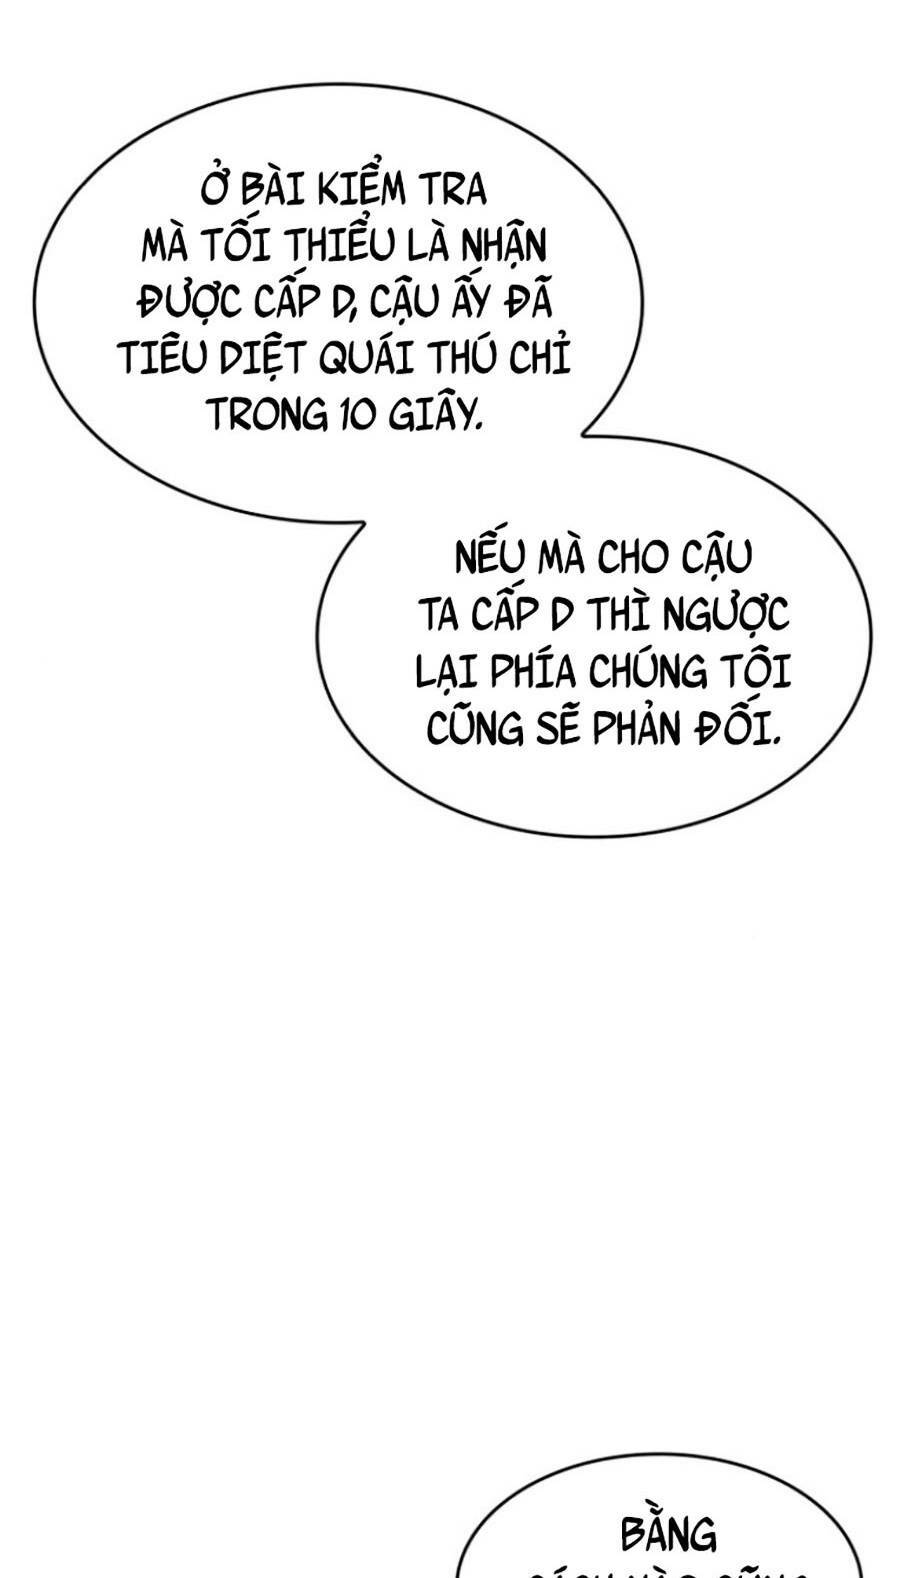 Ở BÀI KIỂM TRA
MÀ TỐI THIỂU LÀ NHẬN
ĐƯỢC CẤP D, CẬU ẤY ĐÃ
TIÊU DIỆT QUÁI THÚ CHỈ
TRONG 10 GIÂY.
NẾU MÀ CHO CẬU
TA CẤP D THÌ NGƯỢC
LẠI PHÍA CHÚNG TÔI
CŨNG SẼ PHẢN ĐỐI.
BẰNG